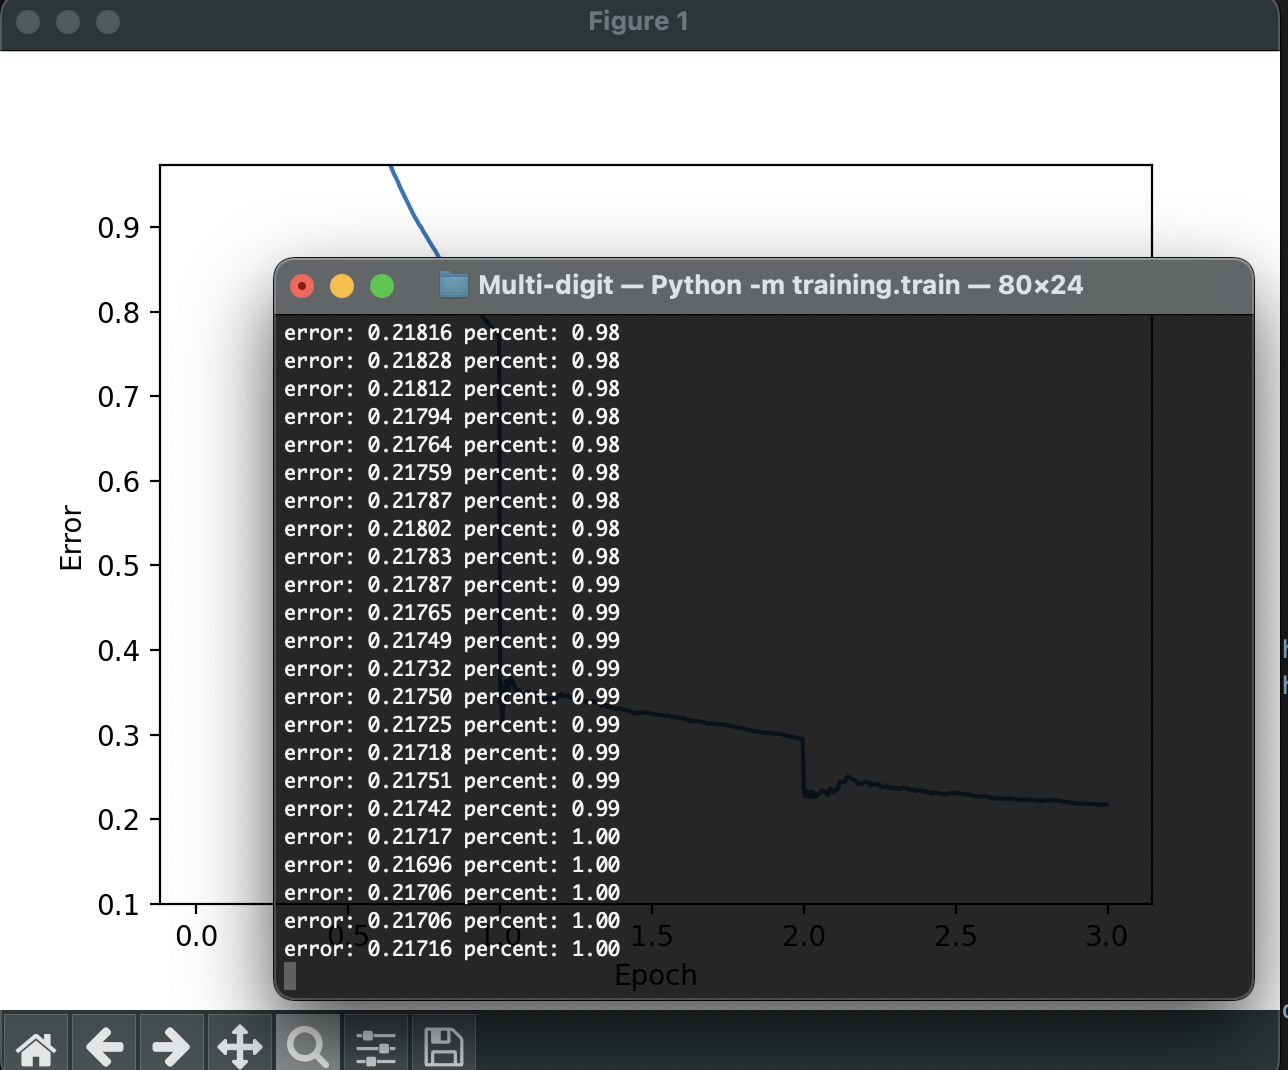 Figure 1
0.9
0.8
0.7
0.6
0.5
0.4
0.3
0.2
0.1
Error
Multi-digit — Python -m training.train — 80×24
error: 0.21816 percent: 0.98
error: 0.21828 percent: 0.98
error: 0.21812 percent: 0.98
error: 0.21794 percent: 0.98
error: 0.21764 percent: 0.98
error: 0.21759 percent: 0.98
error: 0.21787 percent: 0.98
error: 0.21802 percent: 0.98
error: 0.21783 percent: 0.98
error: 0.21787 percent: 0.99
error: 0.21765 percent: 0.99
error: 0.21749 percent: 0.99
error: 0.21732 percent: 0.99
error: 0.21750 percent: 0.99
error: 0.21725 percent: 0.99
error: 0.21718 percent: 0.99
error: 0.21751 percent: 0.99
error: 0.21742 percent: 0.99
error: 0.21717 percent: 1.00
error: 0.21696 percent: 1.00
error: 0.21706 percent: 1.00
error: 0.21706 percent: 1.00
error: 0.21716 percent: 1.00
0.0 0.5 1.0 1.5 2.0 2.5 3.0
Epoch